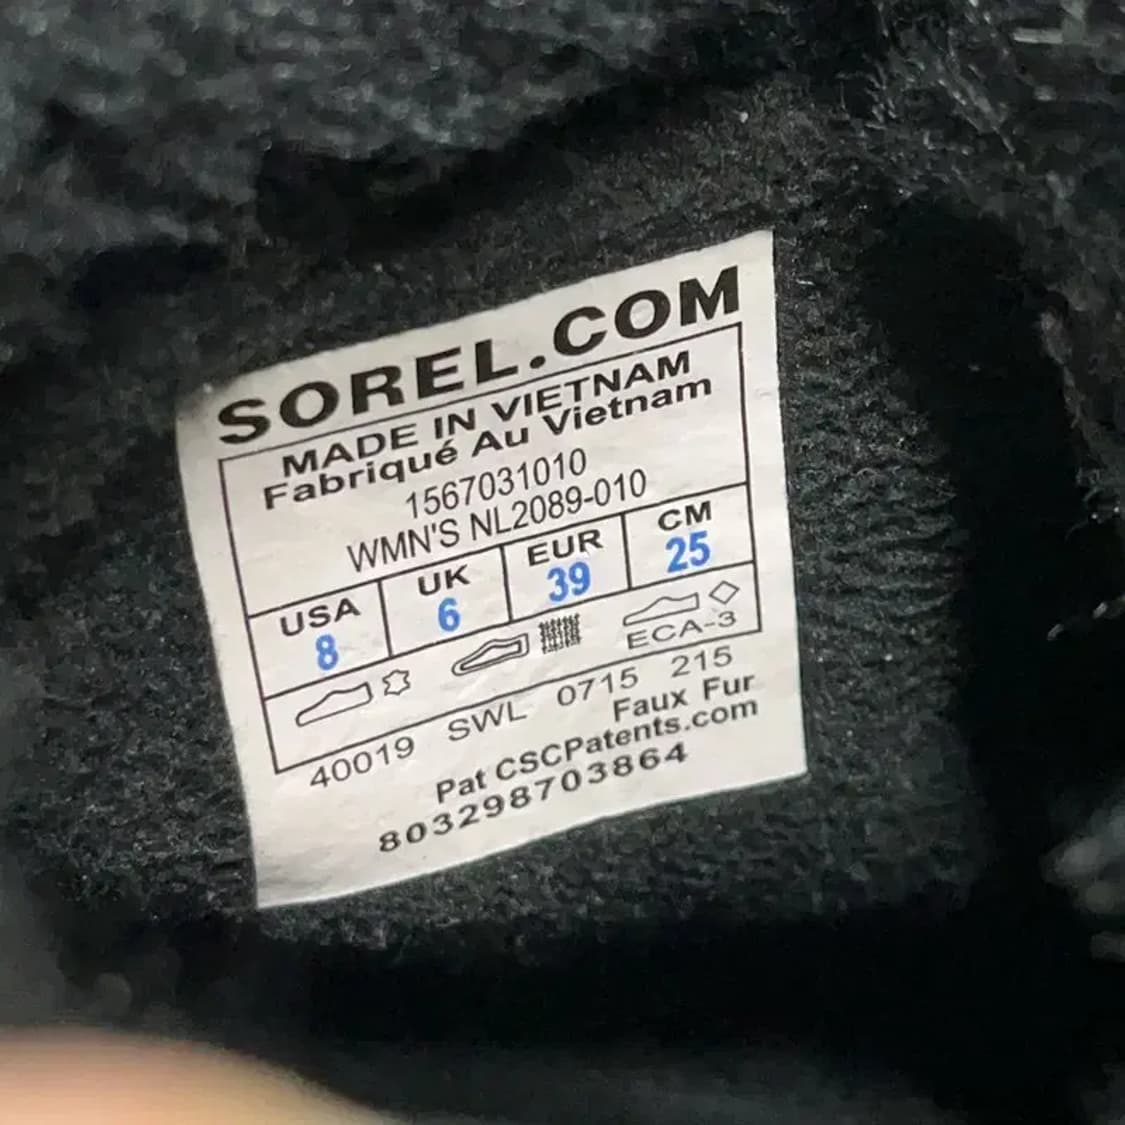 SOREL.COM
MADE IN VIETNAM
Fabriqué Au Vietnam
1567031010
WMN'S NL2089-010
USA UK EUR CM
8 6 39 25
ECA-3
40019 SWL 0715 215
Faux Fur
Pat CSCPatents.com
803298703864